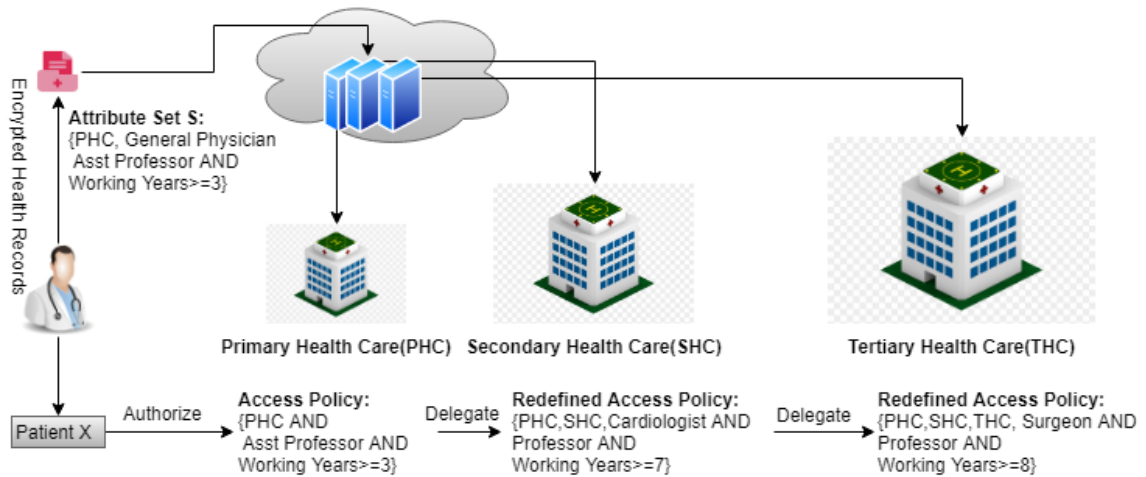 Encrypted Health Records
Attribute Set S:
{PHC, General Physician
Asst Professor AND
Working Years>=3}
H
H
H
Primary Health Care(PHC)
Secondary Health Care(SHC)
Tertiary Health Care(THC)
Patient X
Authorize
Access Policy:
{PHC AND
Asst Professor AND
Working Years>=3}
Delegate
Redefined Access Policy:
{PHC,SHC,Cardiologist AND
Professor AND
Working Years>=7}
Delegate
Redefined Access Policy:
{PHC,SHC,THC, Surgeon AND
Professor AND
Working Years>=8}